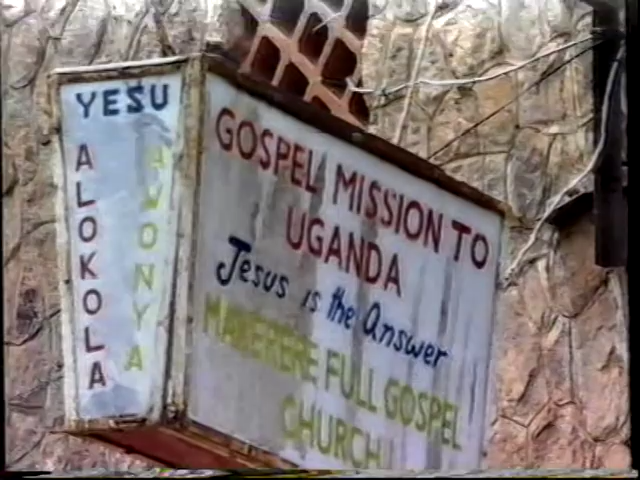 YESU
ALOKOLA
AWONYA
GOSPEL MISSION TO
UGANDA
Jesus is the Answer
MAKERERE FULL GOSPEL
CHURCH